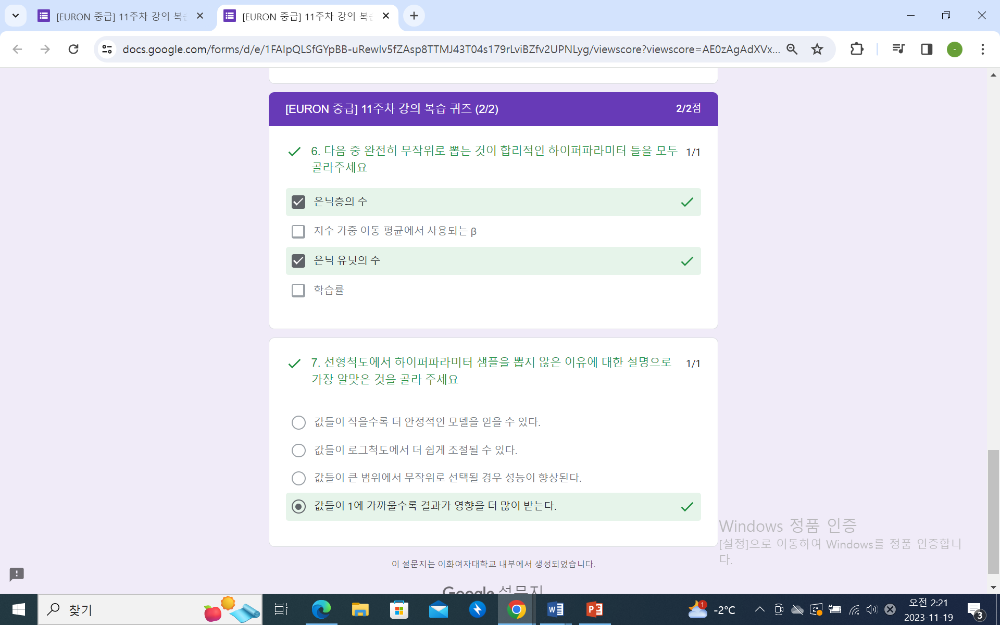 [EURON 중급] 11주차 강의 복습
[EURON 중급] 11주차 강의 복
docs.google.com/forms/d/e/1FAIpQLSfGYpBB-uRewIv5fZAsp8TTMJ43T04s179rLviBZfv2UPNLyg/viewscore?viewscore=AE0zAgAdXVx...
[EURON 중급] 11주차 강의 복습 퀴즈 (2/2)
2/2점
6. 다음 중 완전히 무작위로 뽑는 것이 합리적인 하이퍼파라미터 들을 모두 1/1
골라주세요
은닉층의 수
지수 가중 이동 평균에서 사용되는 β
은닉 유닛의 수
학습률
7. 선형척도에서 하이퍼파라미터 샘플을 뽑지 않은 이유에 대한 설명으로 1/1
가장 알맞은 것을 골라 주세요
값들이 작을수록 더 안정적인 모델을 얻을 수 있다.
값들이 로그척도에서 더 쉽게 조절될 수 있다.
값들이 큰 범위에서 무작위로 선택될 경우 성능이 향상된다.
값들이 1에 가까울수록 결과가 영향을 더 많이 받는다.
Windows 정품 인증
[설정]으로 이동하여 Windows를 정품 인증합니
다.
이 설문지는 이화여자대학교 내부에서 생성되었습니다.
Google 설문지
찾기
1
-2°C
오전 2:21
2023-11-19
3